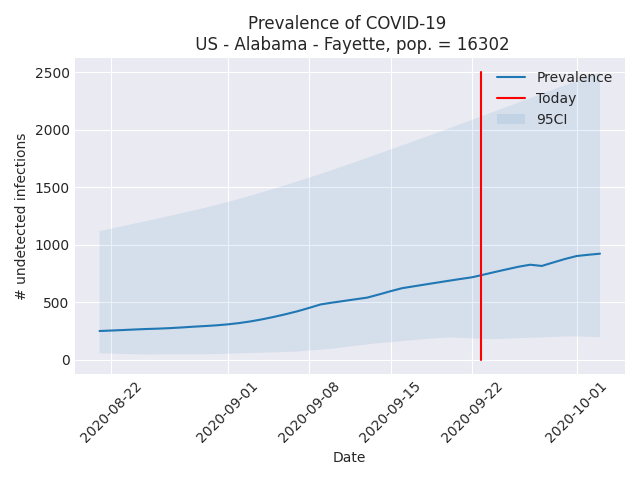 Prevalence of COVID-19
US - Alabama - Fayette, pop. = 16302
2500
2000
1500
1000
500
0
# undetected infections
Prevalence
Today
95CI
2020-08-22
2020-09-01
2020-09-08
2020-09-15
2020-09-22
2020-10-01
Date